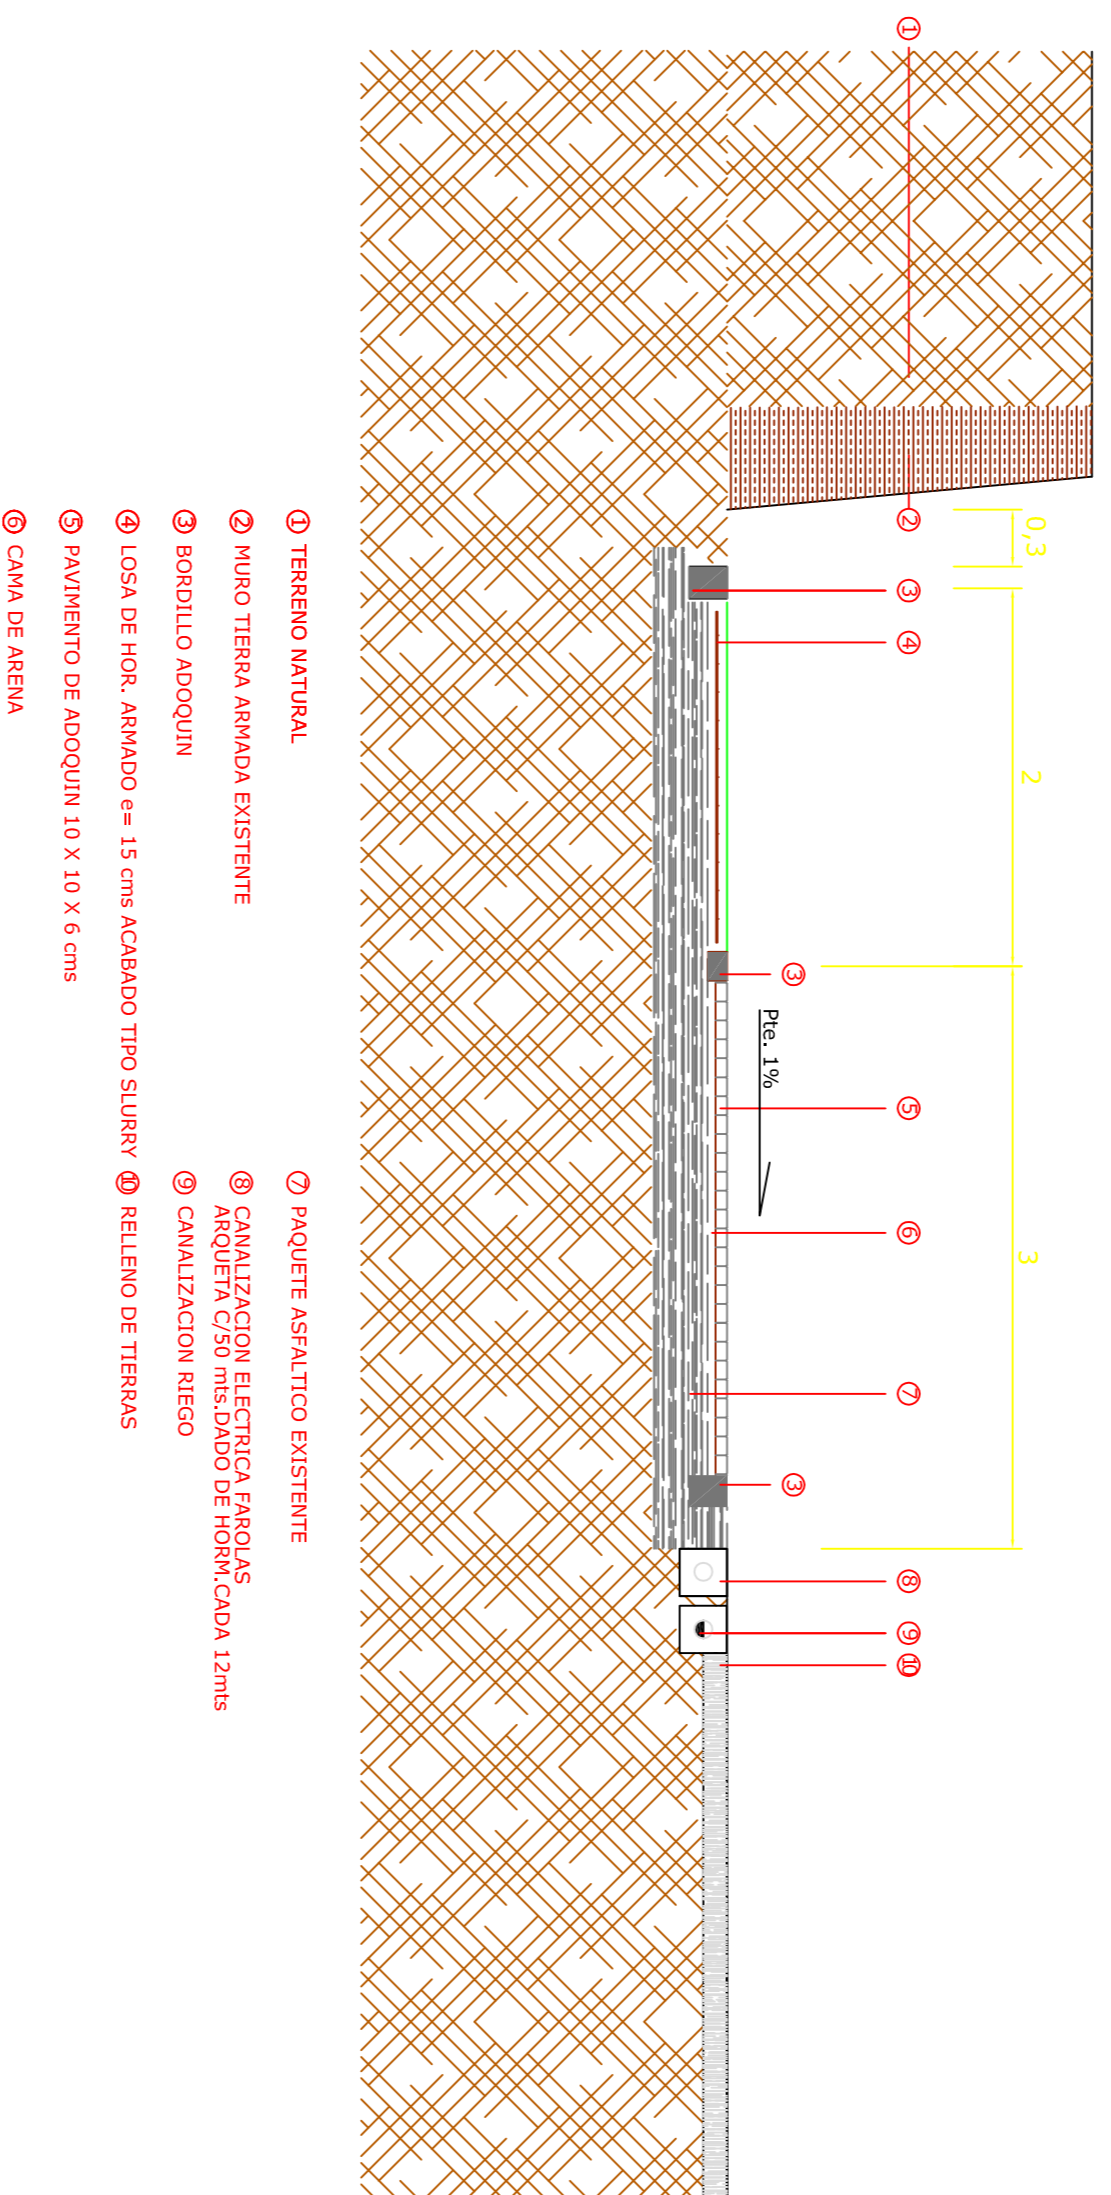 ①
②
③
④
③
⑤
⑥
⑦
③
⑧
⑨
⑩
0,3
2
3
Pte. 1%
① TERRENO NATURAL
② MURO TIERRA ARMADA EXISTENTE
③ BORDILLO ADOQUIN
④ LOSA DE HOR. ARMADO e= 15 cms ACABADO TIPO SLURRY
⑤ PAVIMENTO DE ADOQUIN 10 X 10 X 6 cms
⑥ CAMA DE ARENA
⑦ PAQUETE ASFALTICO EXISTENTE
⑧ CANALIZACION ELECTRICA FAROLAS
ARQUETA C/50 mts.DADO DE HORM.CADA 12mts
⑨ CANALIZACION RIEGO
⑩ RELLENO DE TIERRAS